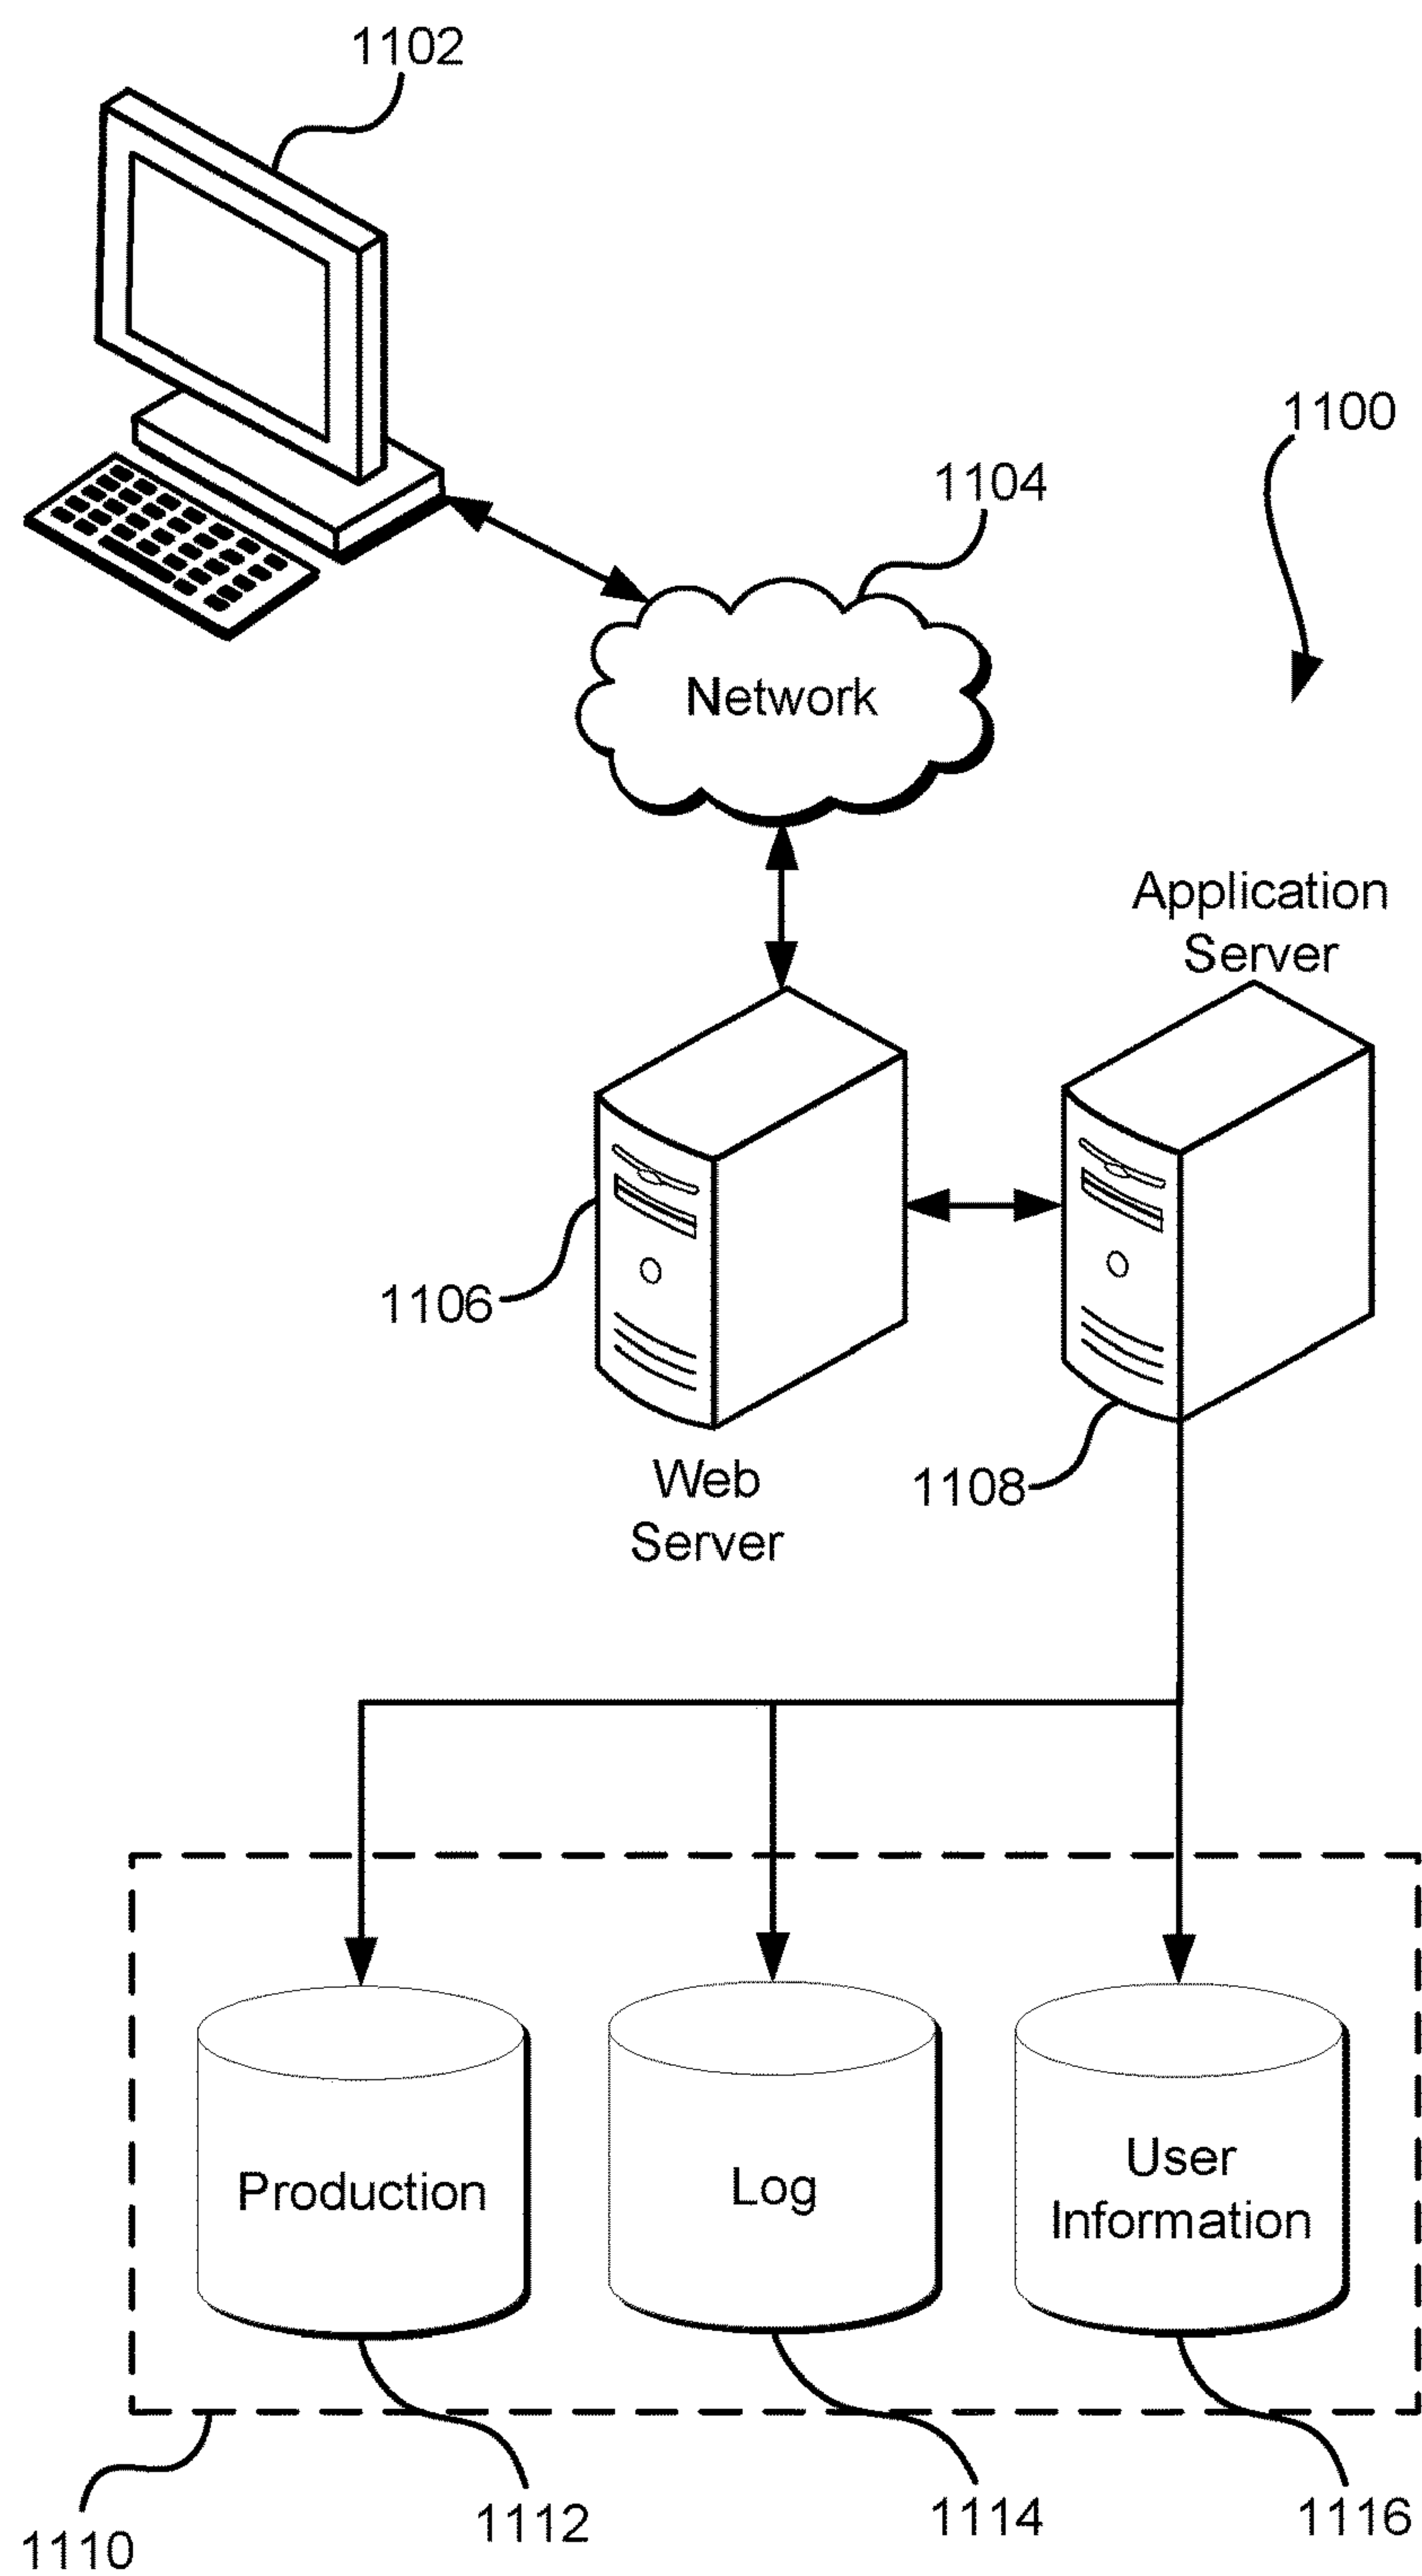 1102
1100
1104
Network
Application
Server
1106
Web
Server
1108
Production
Log
User
Information
1110
1112
1114
1116